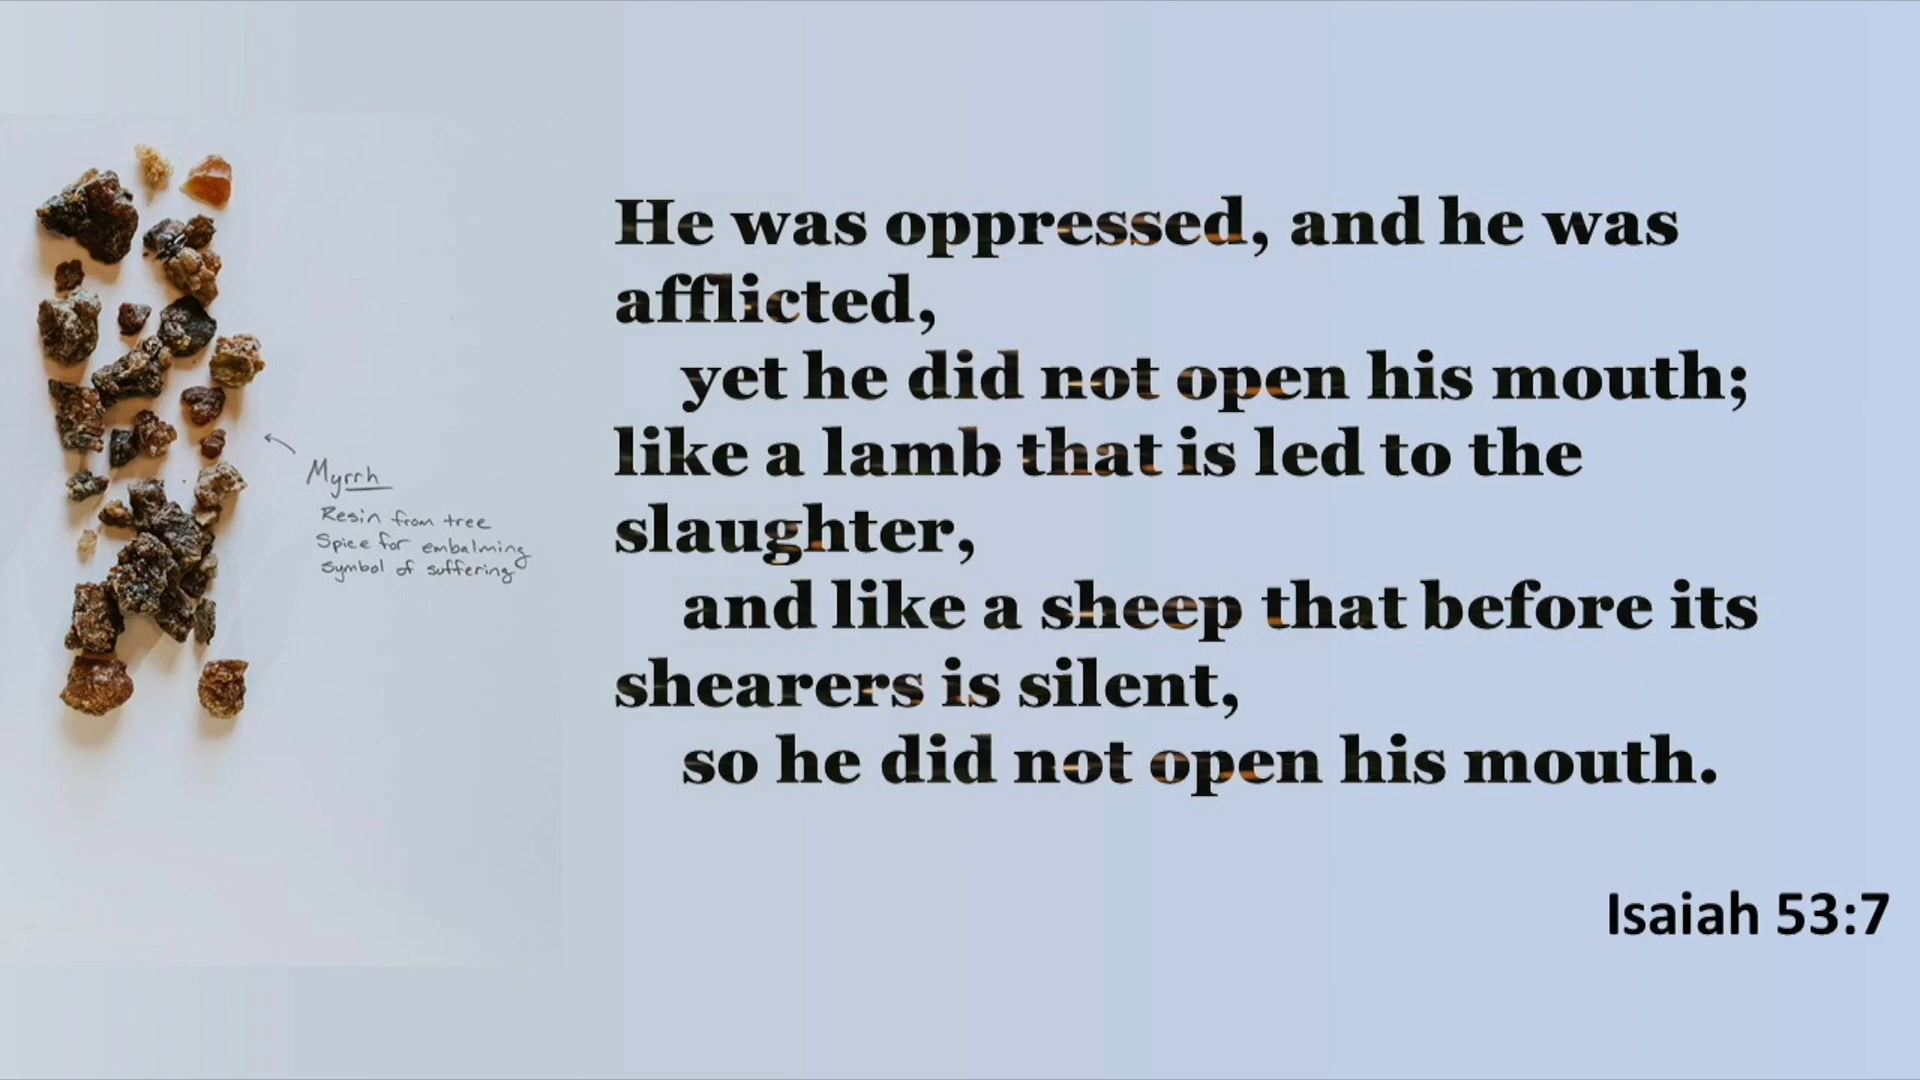 Myrrh
Resin from tree
Spice for embalming
Symbol of suffering
He was oppressed, and he was
afflicted,
yet he did not open his mouth;
like a lamb that is led to the
slaughter,
and like a sheep that before its
shearers is silent,
so he did not open his mouth.
Isaiah 53:7